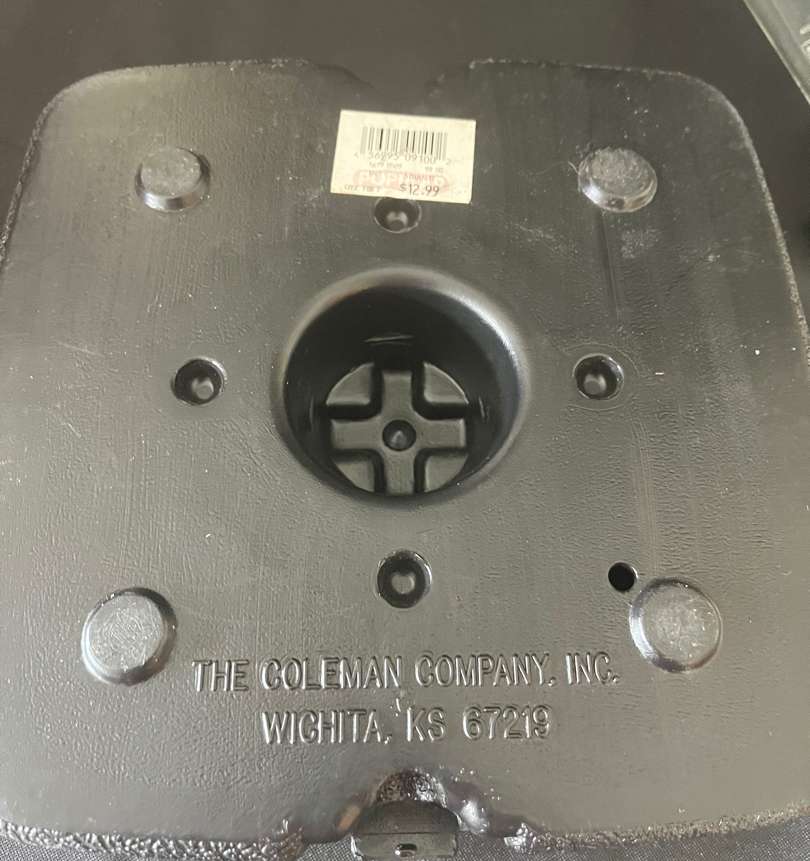 $12.99
THE COLEMAN COMPANY, INC.
WICHITA, KS 67219